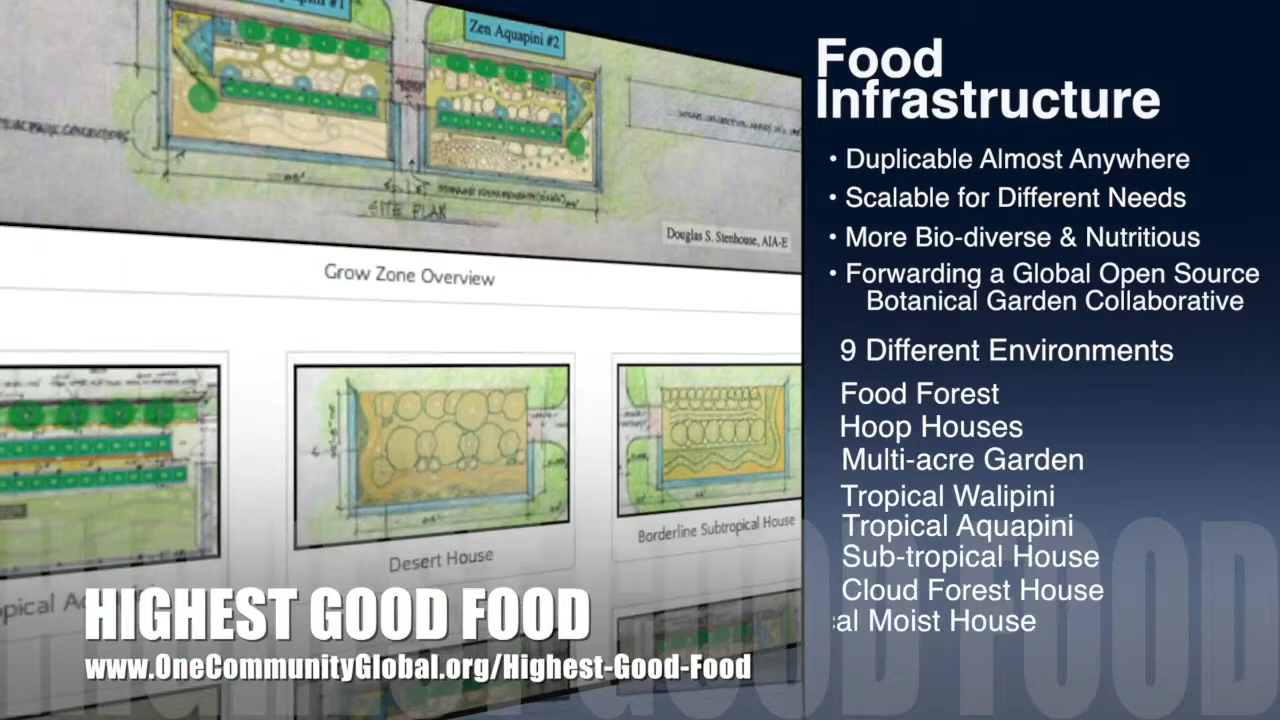 Zen Aquapini #2
SITE PLAN
Douglas S. Stenhouse, AIA-E
Grow Zone Overview
Desert House
Borderline Subtropical House
HIGHEST GOOD FOOD
www.OneCommunityGlobal.org/Highest-Good-Food
Food
Infrastructure
• Duplicable Almost Anywhere
• Scalable for Different Needs
• More Bio-diverse & Nutritious
• Forwarding a Global Open Source
Botanical Garden Collaborative
9 Different Environments
Food Forest
Hoop Houses
Multi-acre Garden
Tropical Walipini
Tropical Aquapini
Sub-tropical House
Cloud Forest House
al Moist House
HIGHEST GOOD FOOD